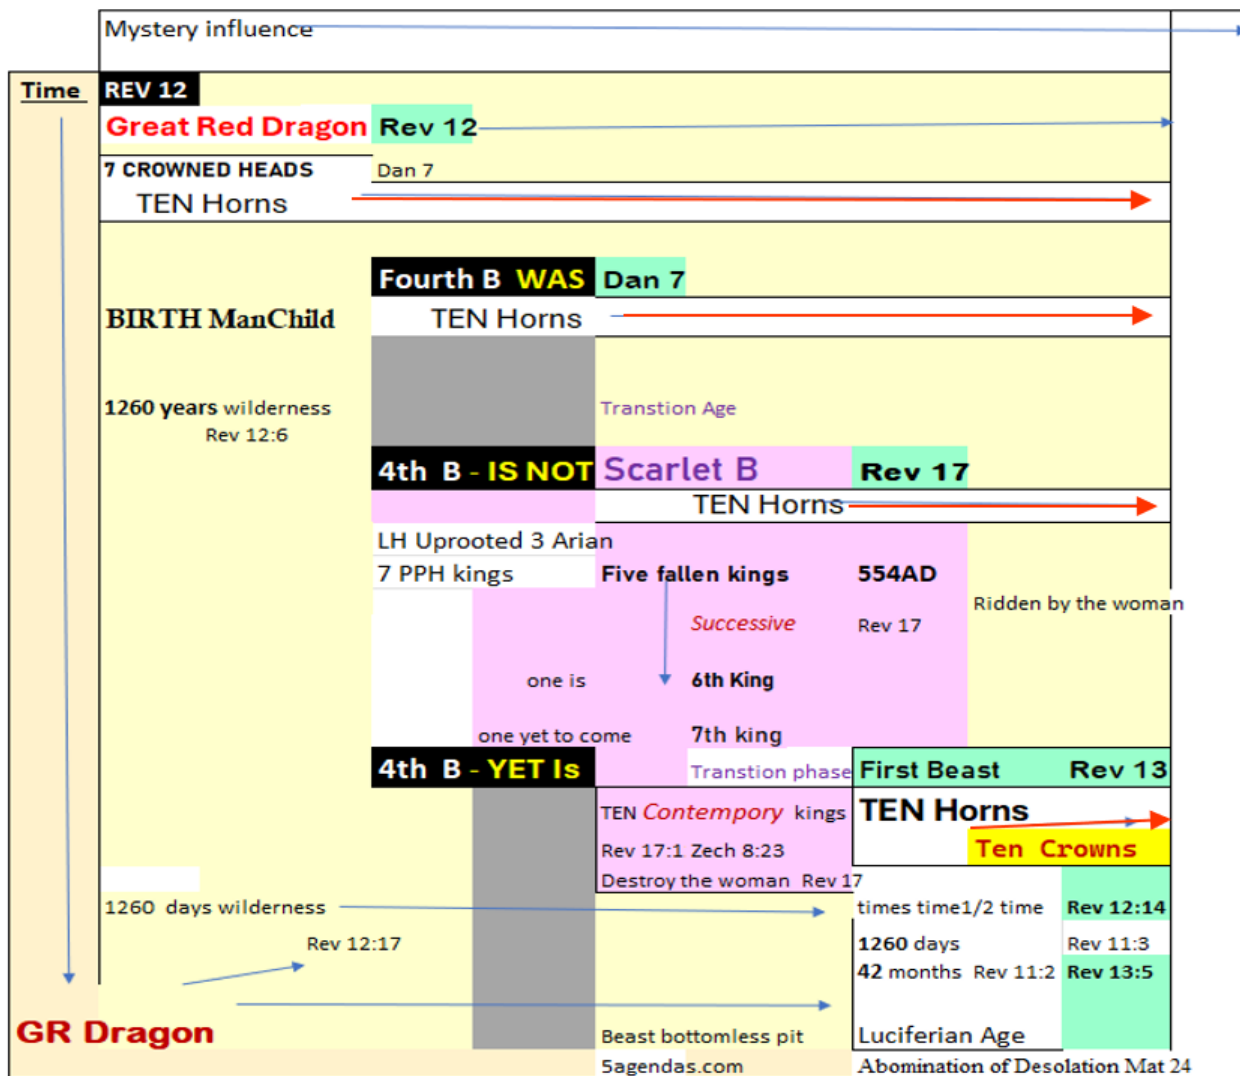 Mystery influence
Time REV 12
Great Red Dragon Rev 12
7 CROWNED HEADS Dan 7
TEN Horns
Fourth B WAS Dan 7
BIRTH ManChild TEN Horns
1260 years wilderness Transtion Age
Rev 12:6
4th B - IS NOT Scarlet B Rev 17
TEN Horns
LH Uprooted 3 Arian
7 PPH kings Five fallen kings 554AD
Ridden by the woman
Successive Rev 17
one is 6th King
one yet to come 7th king
4th B - YET Is Transtion phase First Beast Rev 13
TEN Contempory kings TEN Horns
Rev 17:1 Zech 8:23 Ten Crowns
Destroy the woman Rev 17
1260 days wilderness times time1/2 time Rev 12:14
Rev 12:17 1260 days Rev 11:3
42 months Rev 11:2 Rev 13:5
GR Dragon Beast bottomless pit Luciferian Age
5agendas.com Abomination of Desolation Mat 24